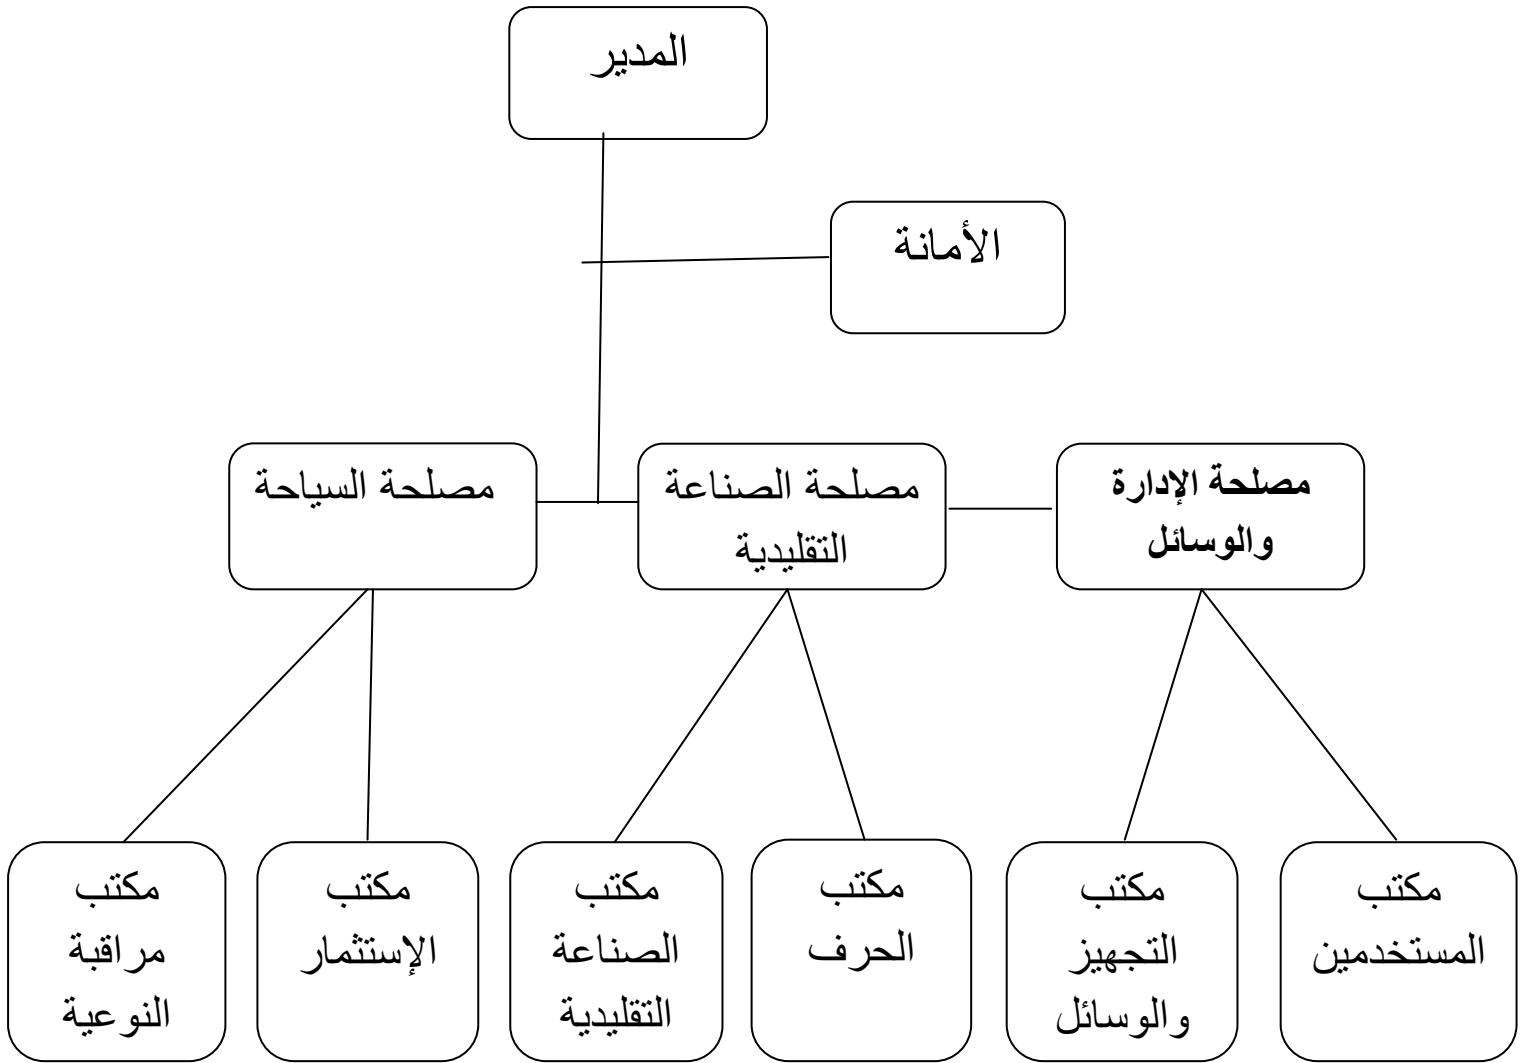 المدير
الأمانة
مصلحة الإدارة
والوسائل
مصلحة الصناعة
التقليدية
مصلحة السياحة
مكتب
المستخدمين
مكتب
التجهيز
والوسائل
مكتب
الحرف
مكتب
الصناعة
التقليدية
مكتب
الإستثمار
مكتب
مراقبة
النوعية